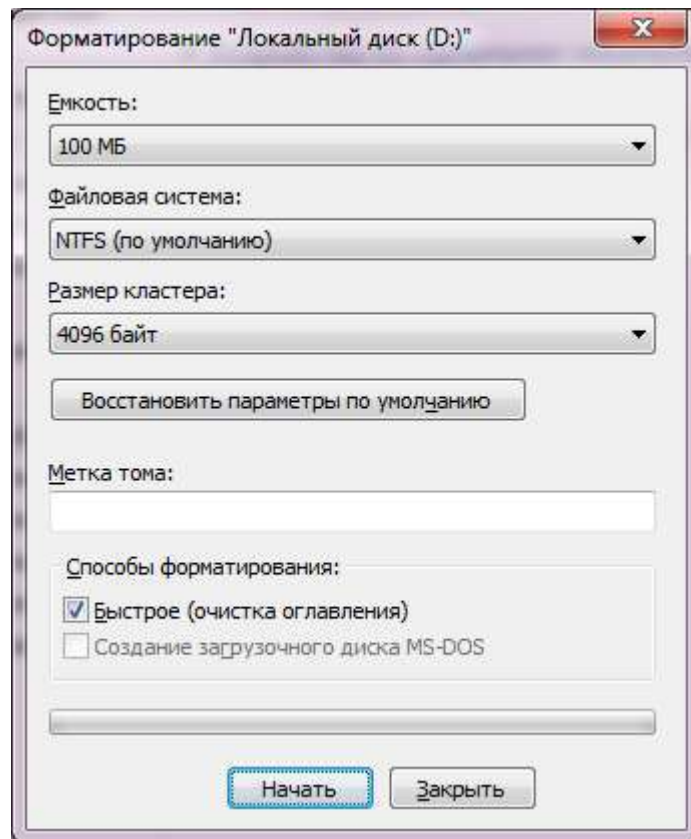 Форматирование "Локальный диск (D:)"
Емкость:
100 МБ
Файловая система:
NTFS (по умолчанию)
Размер кластера:
4096 байт
Восстановить параметры по умолчанию
Метка тома:
Способы форматирования:
Быстрое (очистка оглавления)
Создание загрузочного диска MS-DOS
Начать Закрыть